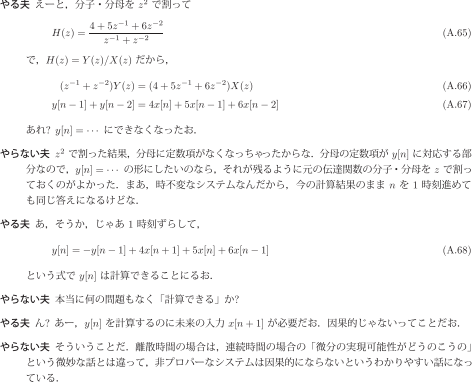 やる夫 えーと，分子・分母を z² で割って
H(z) = (4 + 5z⁻¹ + 6z⁻²) / (z⁻¹ + z⁻²) (A.65)
で，H(z) = Y(z)/X(z) だから，
(z⁻¹ + z⁻²)Y(z) = (4 + 5z⁻¹ + 6z⁻²)X(z) (A.66)
y[n − 1] + y[n − 2] = 4x[n] + 5x[n − 1] + 6x[n − 2] (A.67)
あれ? y[n] = ··· にできなくなったお．
やらない夫 z² で割った結果，分母に定数項がなくなっちゃったからな．分母の定数項が y[n] に対応する部
分なので，y[n] = ··· の形にしたいのなら，それが残るように元の伝達関数の分子・分母を z で割っ
ておくのがよかった．まあ，時不変なシステムなんだから，今の計算結果のまま n を 1 時刻進めて
も同じ答えになるけどな．
やる夫 あ，そうか，じゃあ 1 時刻ずらして，
y[n] = −y[n − 1] + 4x[n + 1] + 5x[n] + 6x[n − 1] (A.68)
という式で y[n] は計算できることにるお．
やらない夫 本当に何の問題もなく「計算できる」か?
やる夫 ん? あー，y[n] を計算するのに未来の入力 x[n + 1] が必要だお．因果的じゃないってことだお．
やらない夫 そういうことだ．離散時間の場合は，連続時間の場合の「微分の実現可能性がどうのこうの」
という微妙な話とは違って，非プロパーなシステムは因果的にならないというわかりやすい話になっ
ている．